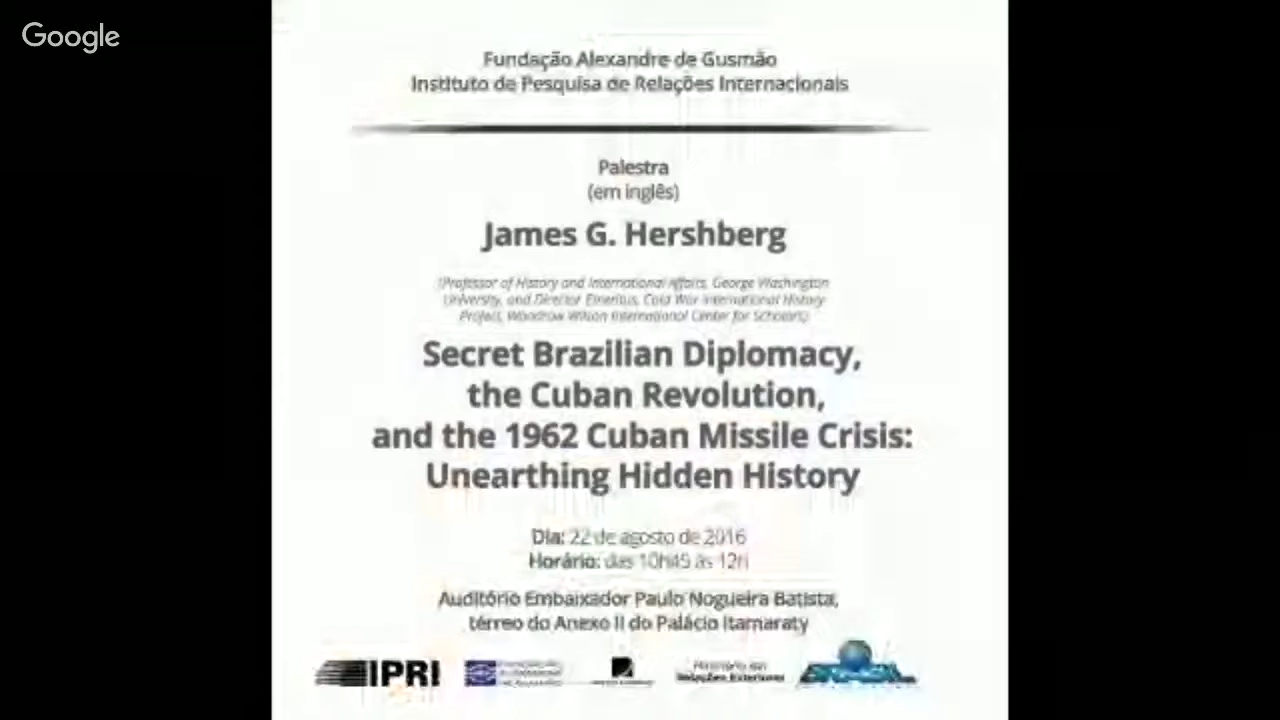 Google
Fundação Alexandre de Gusmão
Instituto de Pesquisa de Relações Internacionais
Palestra
(em inglês)
James G. Hershberg
(Professor of History and International Affairs, George Washington
University, and Director Emeritus, Cold War International History
Project, Woodrow Wilson International Center for Scholars)
Secret Brazilian Diplomacy,
the Cuban Revolution,
and the 1962 Cuban Missile Crisis:
Unearthing Hidden History
Dia: 22 de agosto de 2016
Horário: das 10h45 às 12h
Auditório Embaixador Paulo Nogueira Batista,
térreo do Anexo II do Palácio Itamaraty
IPRI
Ministério das
Relações Exteriores
BRASIL